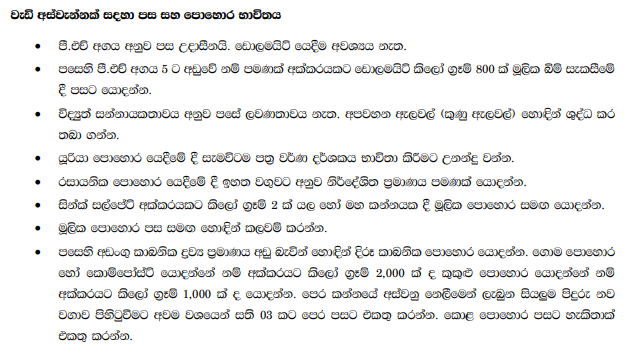 වැඩි අස්වැන්නක් සඳහා පස සහ පොහොර භාවිතය
• පී.එච් අගය අනුව පස උදාසීනයි. ඩොලමයිට් යෙදීම අවශ්‍යය නැත.
• පසෙහි පී.එච් අගය 5 ට අඩුවේ නම් පමණක් අක්කරයකට ඩොලමයිට් කිලෝ ග්‍රෑම් 800 ක් මූලික බිම් සැකසීමේ
දී පසට යොදන්න.
• විද්‍යුත් සන්නායකතාවය අනුව පසේ ලවණතාවය නැත. අපවහන ඇලවල් (කුණු ඇලවල්) හොඳින් ශුද්ධ කර
තබා ගන්න.
• යූරියා පොහොර යෙදීමේ දී සැමවිටම පත්‍ර වර්ණ දර්ශකය භාවිතා කිරීමට උනන්දු වන්න.
• රසායනික පොහොර යෙදීමේ දී ඉහත වගුවට අනුව නිර්දේශිත ප්‍රමාණය පමණක් යොදන්න.
• සින්ක් සල්පේට් අක්කරයකට කිලෝ ග්‍රෑම් 2 ක් යල හෝ මහ කන්නයක දී මූලික පොහොර සමඟ යොදන්න.
• මූලික පොහොර පස සමඟ හොඳින් කලවම් කරන්න.
• පසෙහි අඩංගු කාබනික ද්‍රව්‍ය ප්‍රමාණය අඩු බැවින් හොඳින් දිරූ කාබනික පොහොර යොදන්න. ගොම පොහොර
හෝ කොම්පෝස්ට් යොදන්නේ නම් අක්කරයට කිලෝ ග්‍රෑම් 2,000 ක් ද කුකුළු පොහොර යොදන්නේ නම්
අක්කරයට කිලෝ ග්‍රෑම් 1,000 ක් ද යොදන්න. පෙර කන්නයේ අස්වනු නෙලීමෙන් ලැබුන සියලුම පිදුරු නව
වගාව පිහිටුවීමට අවම වශයෙන් සති 03 කට පෙර පසට එකතු කරන්න. කොළ පොහොර පසට හැකිතාක්
එකතු කරන්න.